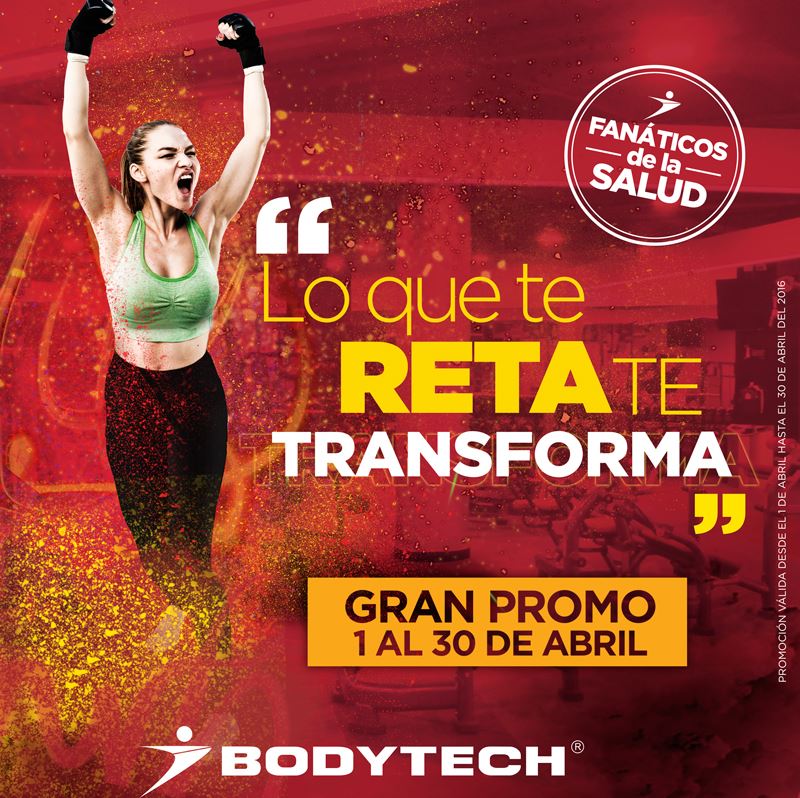 FANÁTICOS
de la
SALUD
“
Lo que te
RETA TE
TRANSFORMA
”
GRAN PROMO
1 AL 30 DE ABRIL
PROMOCIÓN VÁLIDA DESDE EL 1 DE ABRIL HASTA EL 30 DE ABRIL DEL 2016
BODYTECH®